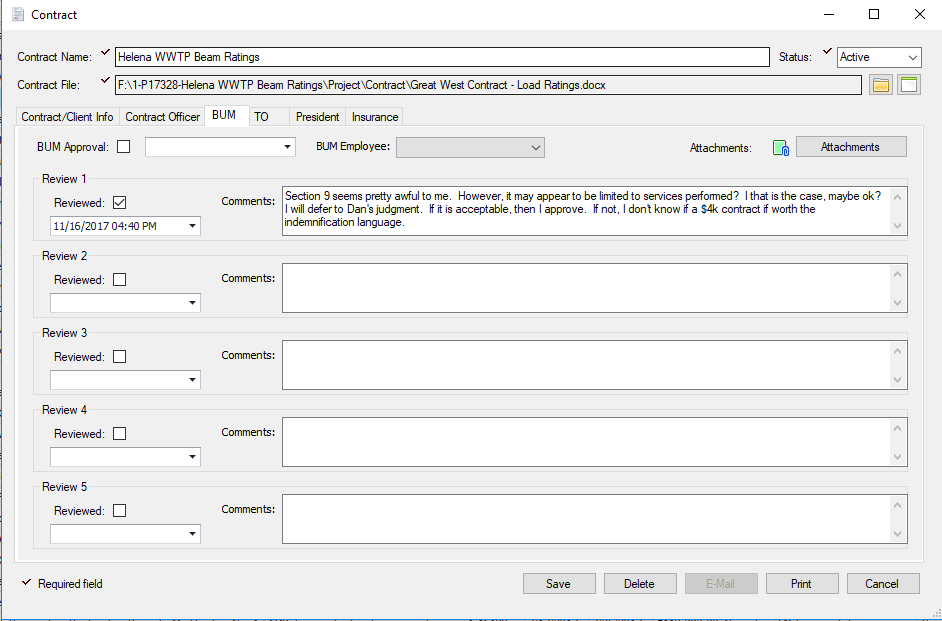 Contract
Contract Name: Helena WWTP Beam Ratings Status: Active
Contract File: F:\1-P17328-Helena WWTP Beam Ratings\Project\Contract\Great West Contract - Load Ratings.docx
Contract/Client Info Contract Officer BUM TO President Insurance
BUM Approval: BUM Employee: Attachments: Attachments
Review 1
Reviewed: Comments: Section 9 seems pretty awful to me. However, it may appear to be limited to services performed? I that is the case, maybe ok?
11/16/2017 04:40 PM I will defer to Dan's judgment. If it is acceptable, then I approve. If not, I don't know if a $4k contract if worth the
indemnification language.
Review 2
Reviewed: Comments:
Review 3
Reviewed: Comments:
Review 4
Reviewed: Comments:
Review 5
Reviewed: Comments:
Required field Save Delete E-Mail Print Cancel